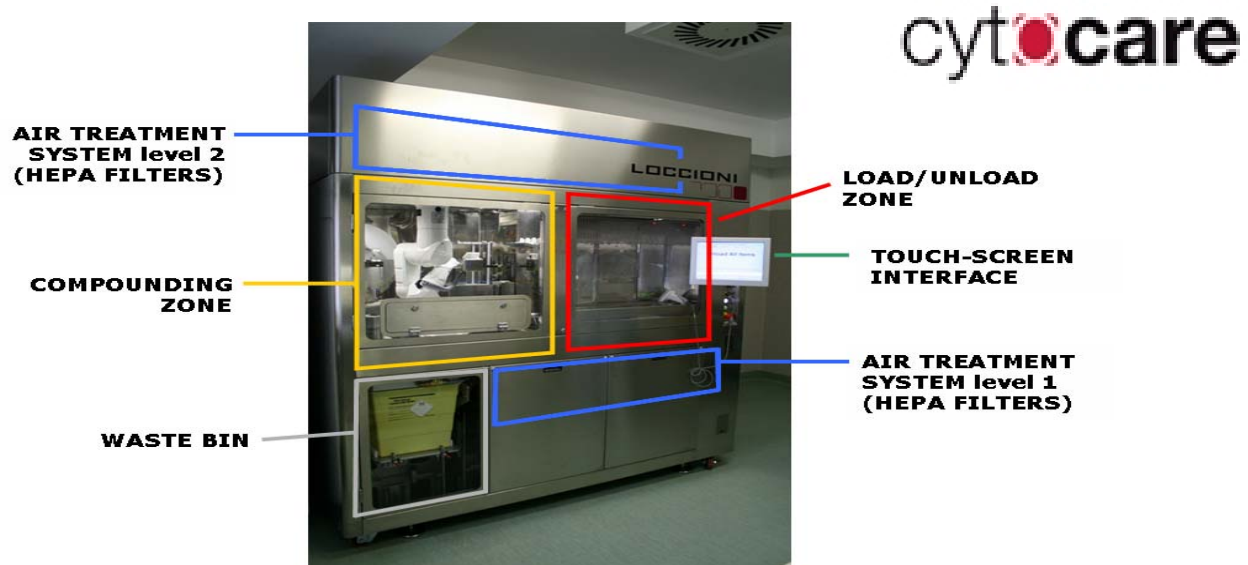 cytocare
AIR TREATMENT
SYSTEM level 2
(HEPA FILTERS)
LOCCIONI
LOAD/UNLOAD
ZONE
TOUCH-SCREEN
INTERFACE
COMPOUNDING
ZONE
AIR TREATMENT
SYSTEM level 1
(HEPA FILTERS)
WASTE BIN